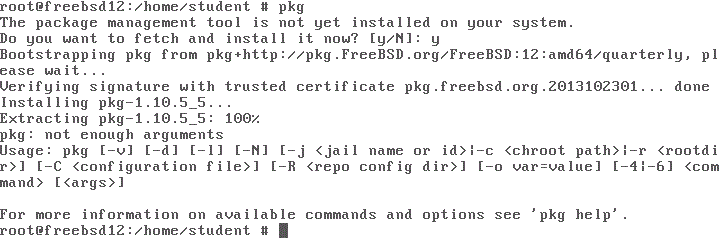 root@freebsd12:/home/student # pkg
The package management tool is not yet installed on your system.
Do you want to fetch and install it now? [y/N]: y
Bootstrapping pkg from pkg+http://pkg.FreeBSD.org/FreeBSD:12:amd64/quarterly, pl
ease wait...
Verifying signature with trusted certificate pkg.freebsd.org.2013102301... done
Installing pkg-1.10.5_5...
Extracting pkg-1.10.5_5: 100%
pkg: not enough arguments
Usage: pkg [-v] [-d] [-l] [-N] [-j <jail name or id>|-c <chroot path>|-r <rootdi
r>] [-C <configuration file>] [-R <repo config dir>] [-o var=value] [-4|-6] <com
mand> [<args>]

For more information on available commands and options see 'pkg help'.
root@freebsd12:/home/student #